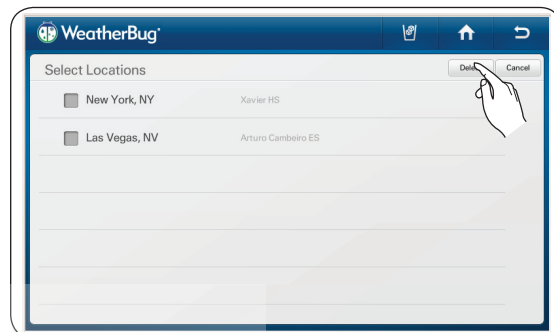 WeatherBug
Select Locations
Cancel
New York, NY Xavier HS
Las Vegas, NV Arturo Cambeiro ES